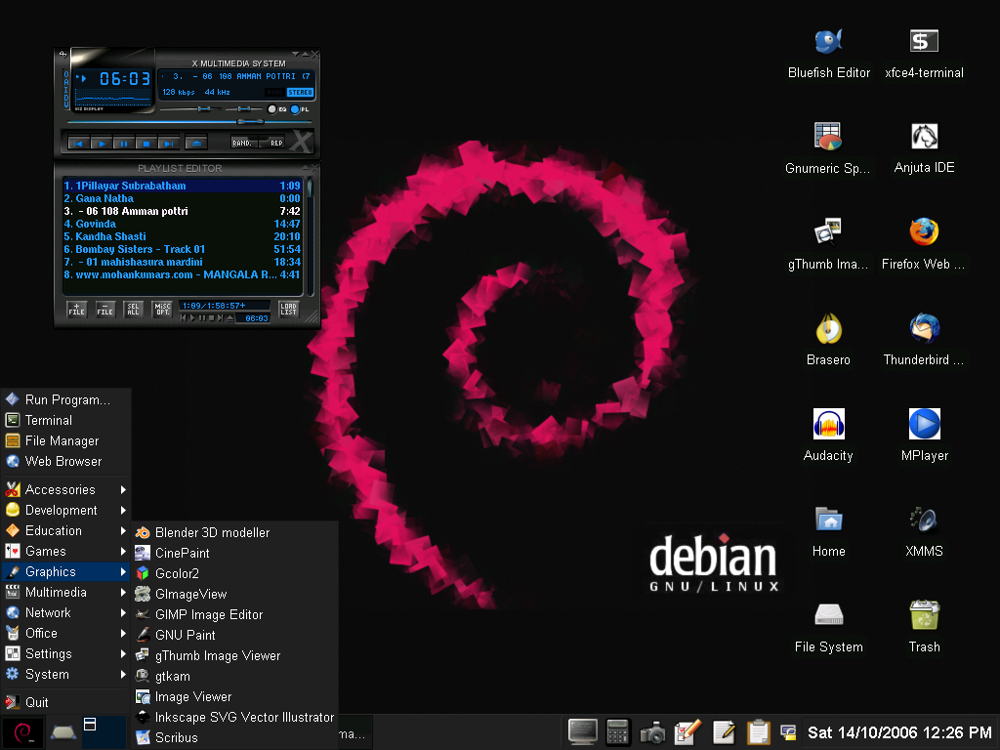 X MULTIMEDIA SYSTEM
OAIDV
06:03
3. - 06 108 AMMAN POTTRI (7
128 kbps 44 kHz
STEREO
EQ PL
RAND. REP
PLAYLIST EDITOR
1. 1Pillayar Subrabatham 1:09
2. Gana Natha 0:00
3. - 06 108 Amman pottri 7:42
4. Govinda 14:47
5. Kandha Shasti 20:10
6. Bombay Sisters - Track 01 51:54
7. - 01 mahishasura mardini 18:34
8. www.mohankumars.com - MANGALA R... 4:41
+ FILE
- FILE
SEL ALL
MISC OPT.
1:09/1:58:57+
06:03
LOAD LIST
Bluefish Editor
xfce4-terminal
Gnumeric Sp...
Anjuta IDE
gThumb Ima...
Firefox Web ...
Brasero
Thunderbird ...
Audacity
MPlayer
Home
XMMS
File System
Trash
debian
GNU/LINUX
Run Program...
Terminal
File Manager
Web Browser
Accessories
Development
Education
Games
Graphics
Multimedia
Network
Office
Settings
System
Quit
Blender 3D modeller
CinePaint
Gcolor2
GImageView
GIMP Image Editor
GNU Paint
gThumb Image Viewer
gtkam
Image Viewer
Inkscape SVG Vector Illustrator
Scribus
ma...
Sat 14/10/2006 12:26 PM